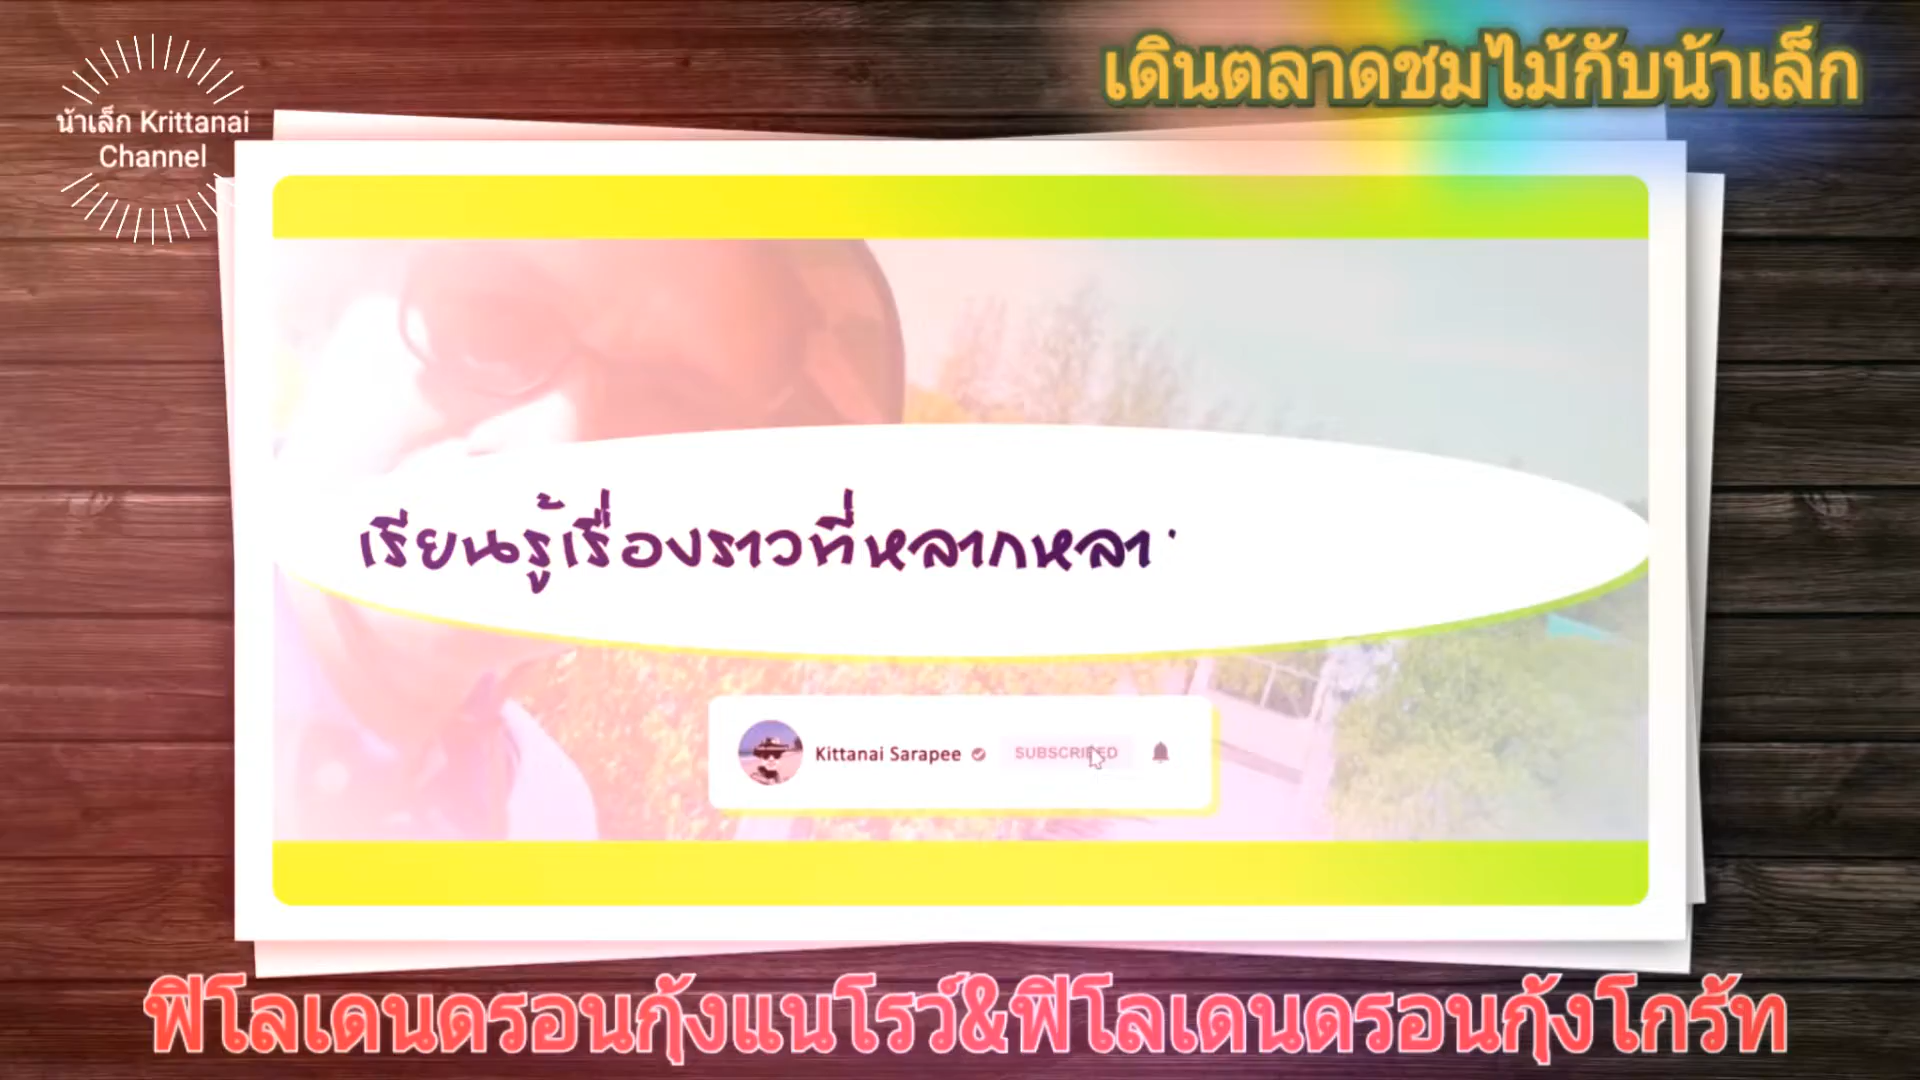 เดินตลาดชมไม้กับน้าเล็ก
น้าเล็ก Krittanai
Channel
เรียนรู้เรื่องราวที่หลากหลา
Kittanai Sarapee SUBSCRIBED
ฟิโลเดนดรอนกุ้งแนโรว์&ฟิโลเดนดรอนกุ้งโกร้ท